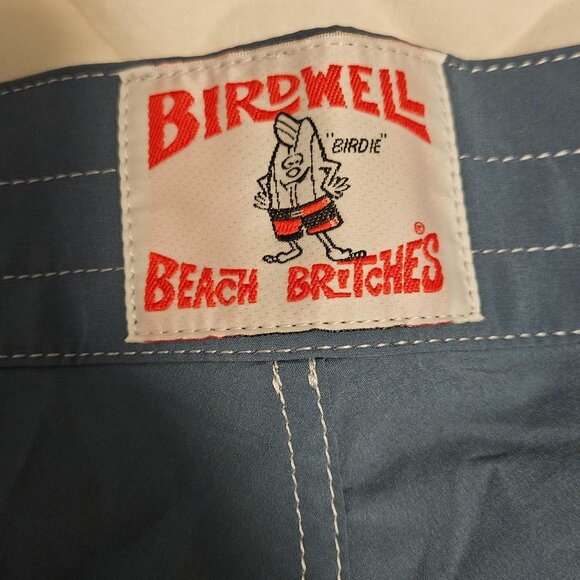 BIRDWELL
"BIRDIE"
®
BEACH BRITCHES